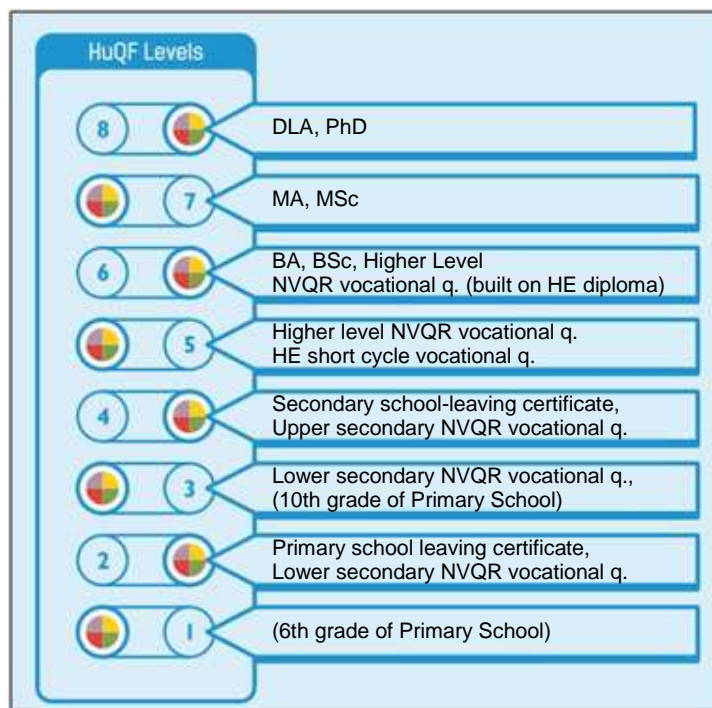 HuQF Levels
8 DLA, PhD
7 MA, MSc
6 BA, BSc, Higher Level
NVQR vocational q. (built on HE diploma)
5 Higher level NVQR vocational q.
HE short cycle vocational q.
4 Secondary school-leaving certificate,
Upper secondary NVQR vocational q.
3 Lower secondary NVQR vocational q.,
(10th grade of Primary School)
2 Primary school leaving certificate,
Lower secondary NVQR vocational q.
1 (6th grade of Primary School)